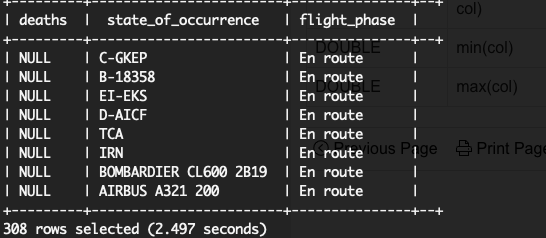 +---------+----------------------+---------------+--+
| deaths | state_of_occurrence | flight_phase |
+---------+----------------------+---------------+--+
| NULL | C-GKEP | En route |
| NULL | B-18358 | En route |
| NULL | EI-EKS | En route |
| NULL | D-AICF | En route |
| NULL | TCA | En route |
| NULL | IRN | En route |
| NULL | BOMBARDIER CL600 2B19 | En route |
| NULL | AIRBUS A321 200 | En route |
+---------+----------------------+---------------+--+
308 rows selected (2.497 seconds)
col)
DOUBLE min(col)
DOUBLE max(col)
Previous Page Print Page